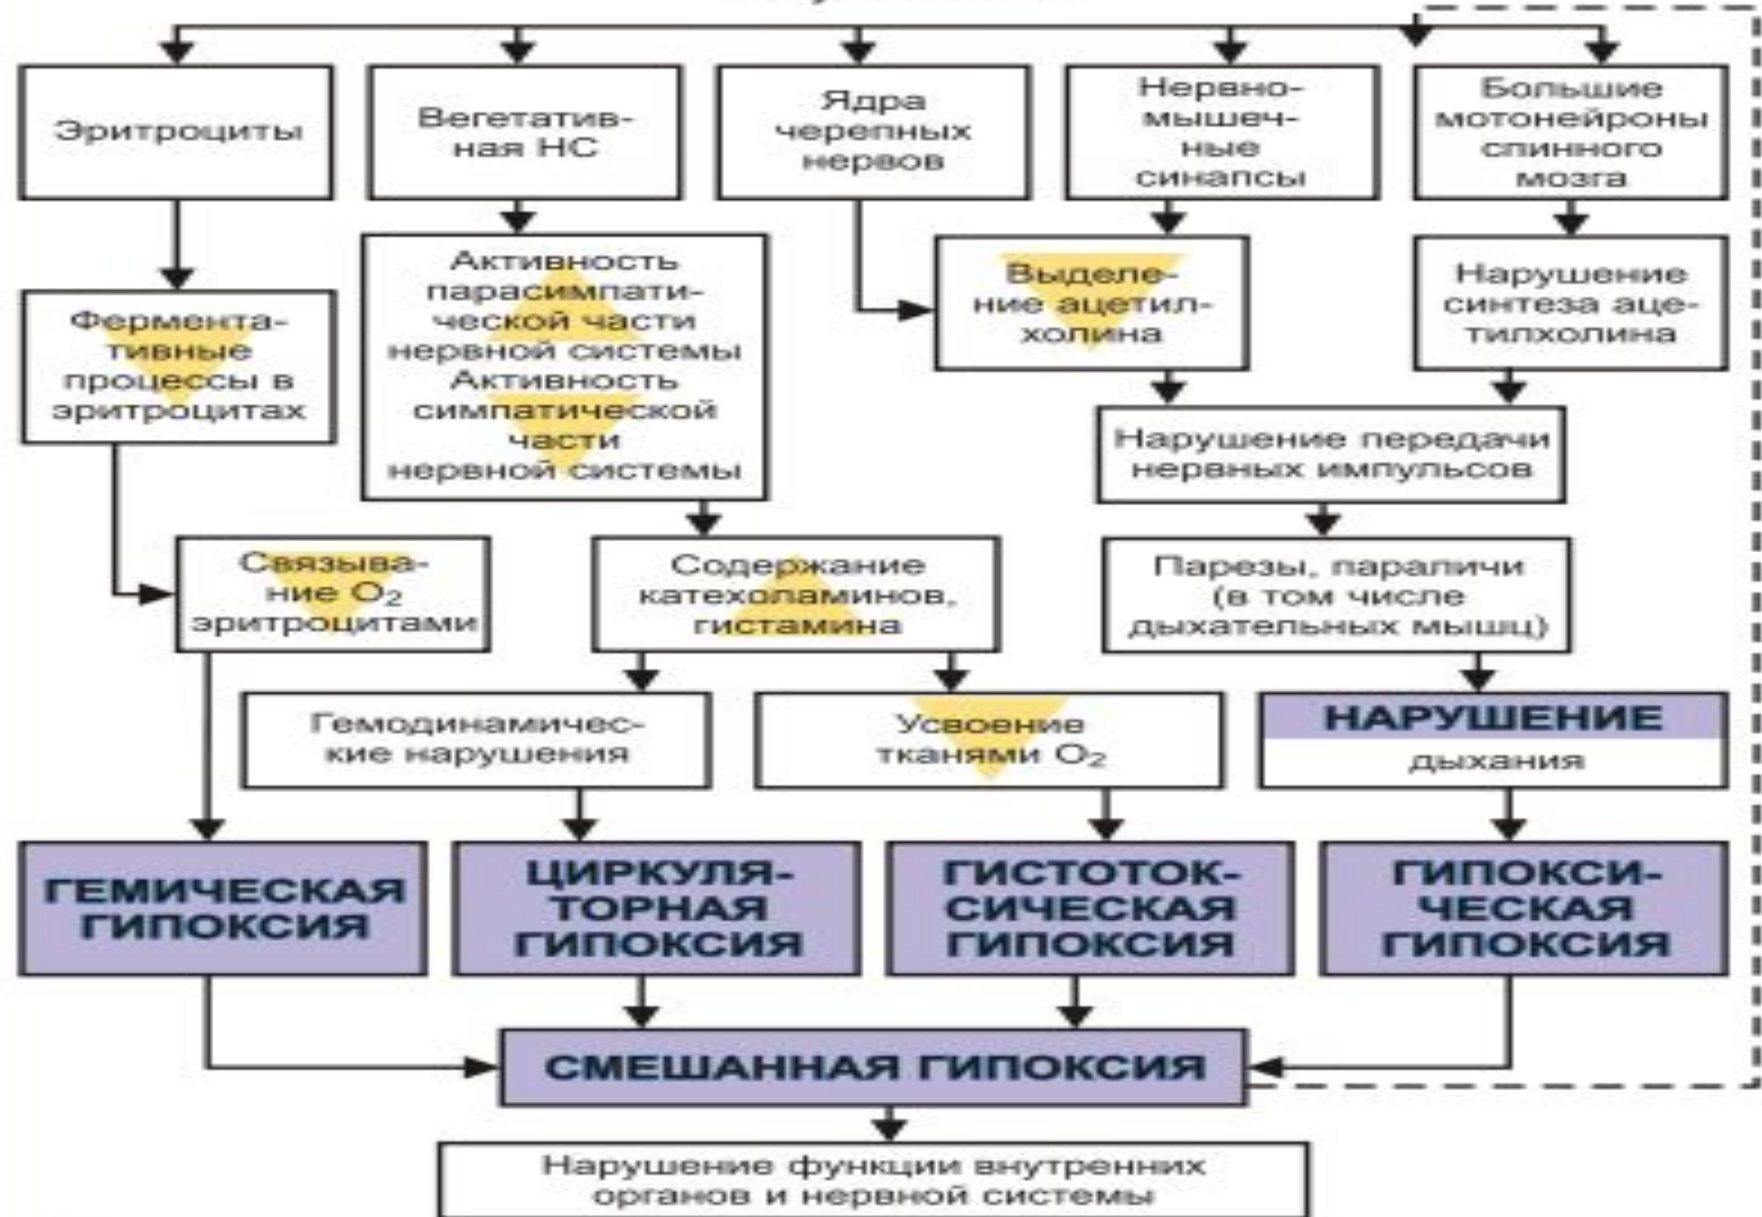 Эритроциты
Вегетатив-
ная НС
Ядра
черепных
нервов
Нервно-
мышеч-
ные
синапсы
Большие
мотонейроны
спинного
мозга
Фермента-
тивные
процессы в
эритроцитах
Активность
парасимпати-
ческой части
нервной системы
Активность
симпатической
части
нервной системы
Выделе-
ние ацетил-
холина
Нарушение
синтеза аце-
тилхолина
Нарушение передачи
нервных импульсов
Связыва-
ние O₂
эритроцитами
Содержание
катехоламинов,
гистамина
Парезы, параличи
(в том числе
дыхательных мышц)
Гемодинамичес-
кие нарушения
Усвоение
тканями O₂
НАРУШЕНИЕ
дыхания
ГЕМИЧЕСКАЯ
ГИПОКСИЯ
ЦИРКУЛЯ-
ТОРНАЯ
ГИПОКСИЯ
ГИСТОТОК-
СИЧЕСКАЯ
ГИПОКСИЯ
ГИПОКСИ-
ЧЕСКАЯ
ГИПОКСИЯ
СМЕШАННАЯ ГИПОКСИЯ
Нарушение функции внутренних
органов и нервной системы